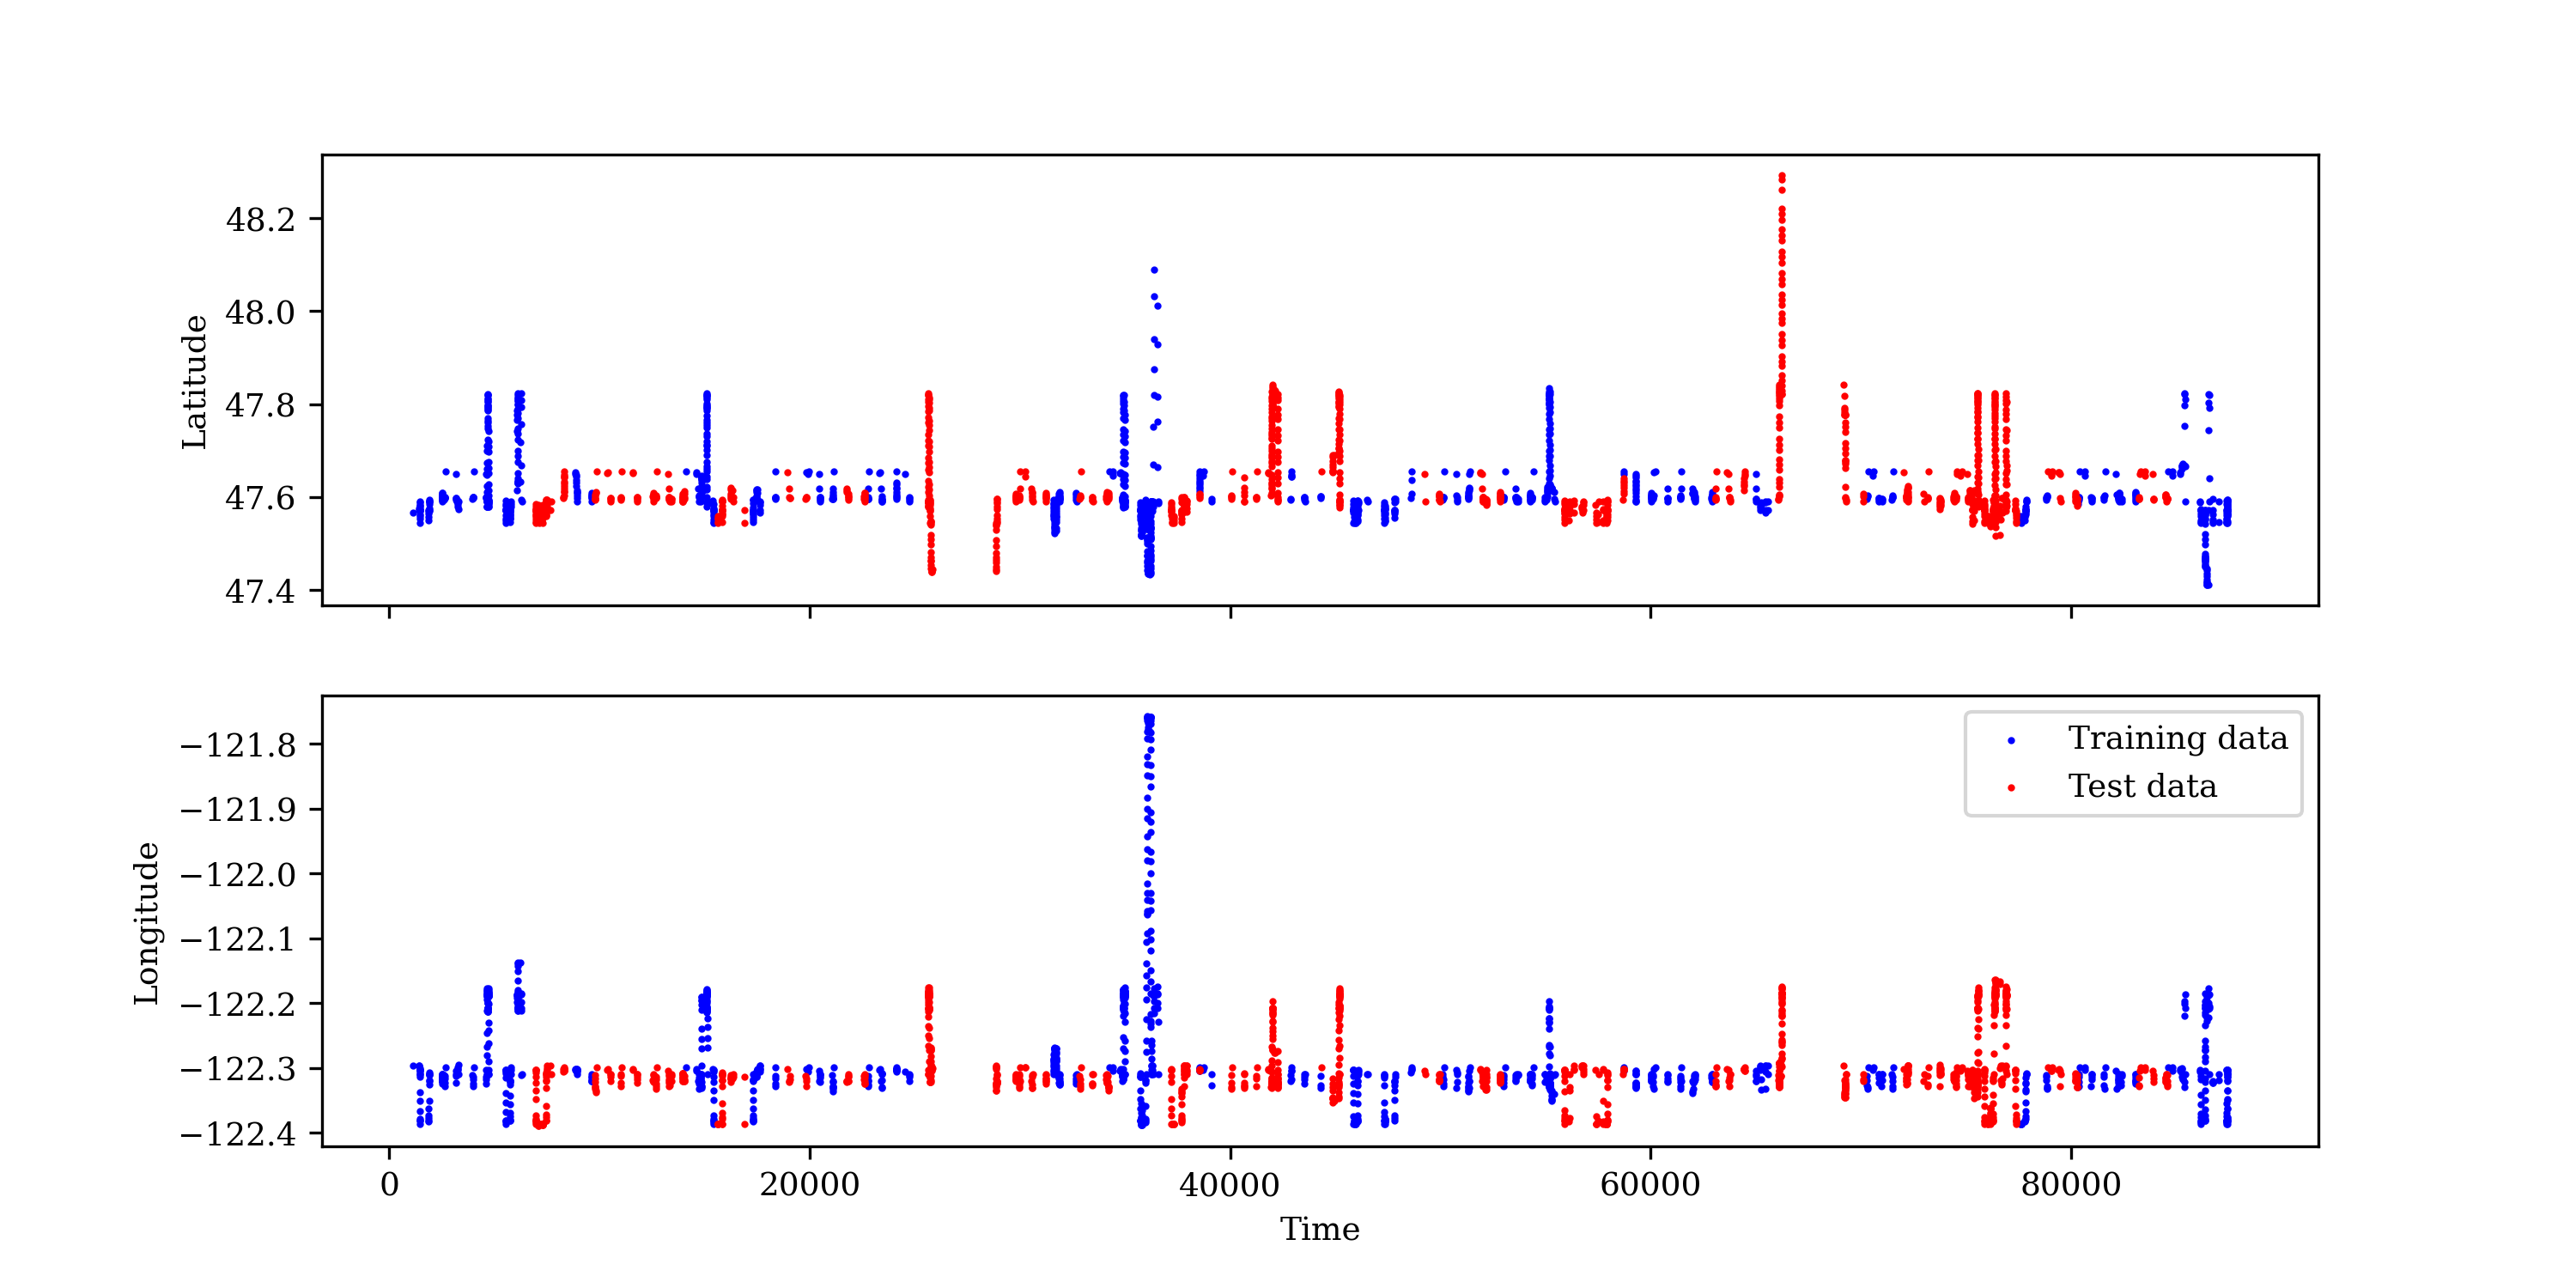 48.2
48.0
47.8
47.6
47.4
Latitude
−121.8
−121.9
−122.0
−122.1
−122.2
−122.3
−122.4
Longitude
Training data
Test data
0 20000 40000 60000 80000
Time